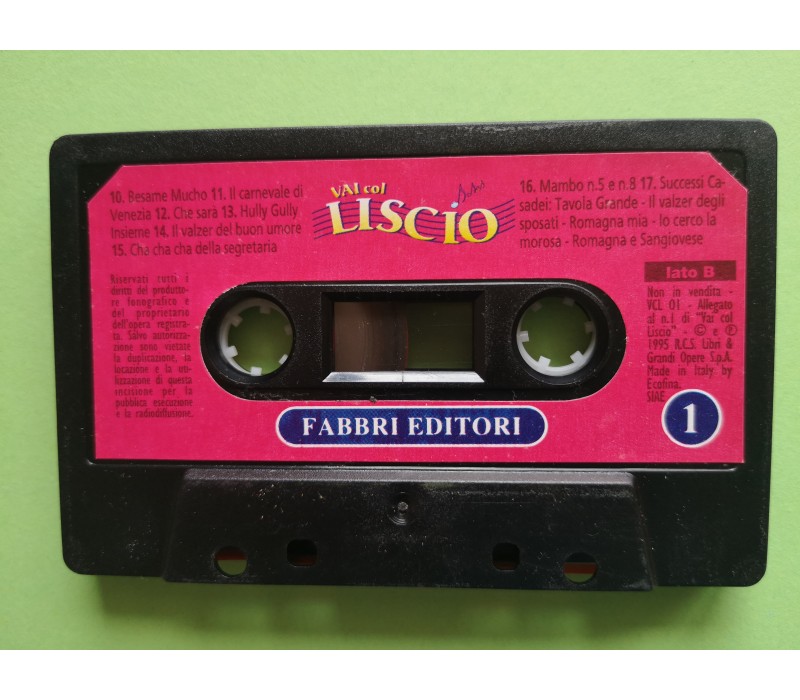 10. Besame Mucho 11. Il carnevale di
Venezia 12. Che sarà 13. Hully Gully
Insieme 14. Il valzer del buon umore
15. Cha cha cha della segretaria
VAI col
LISCIO
16. Mambo n.5 e n.8 17. Successi Ca-
sadei: Tavola Grande - Il valzer degli
sposati - Romagna mia - Io cerco la
morosa - Romagna e Sangiovese
Riservati tutti i
diritti del produtto-
re fonografico e
del proprietario
dell'opera registra-
ta. Salvo autorizza-
zione sono vietate
la duplicazione, la
locazione e la uti-
lizzazione di questa
incisione per la
pubblica esecuzione
e la radiodiffusione.
lato B
Non in vendita -
VCL 01 - Allegato
al n.1 di "Vai col
Liscio" - © e ℗
1995 R.C.S. Libri &
Grandi Opere S.p.A.
Made in Italy by
Ecofina.
SIAE
FABBRI EDITORI
1